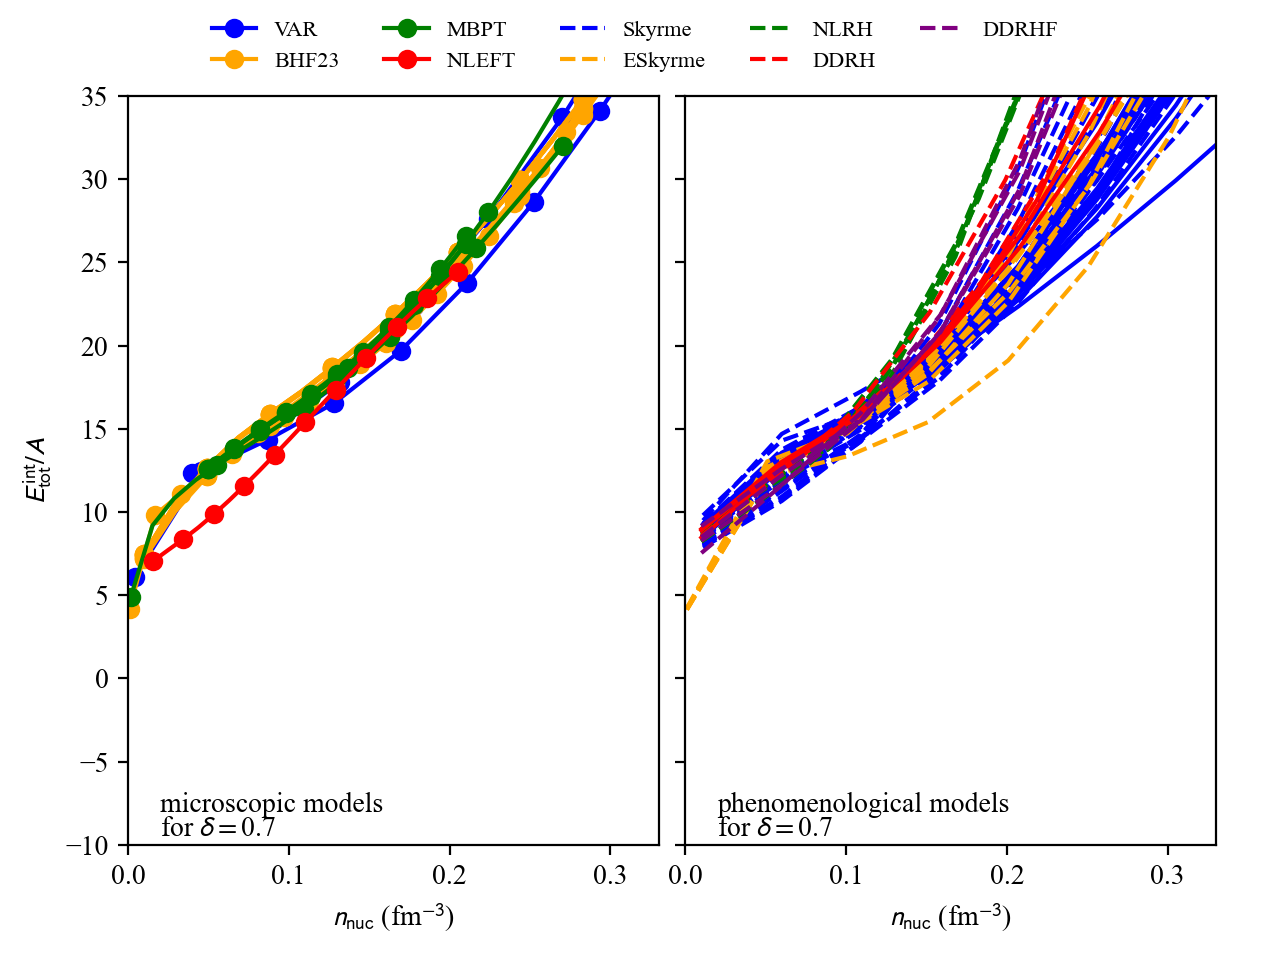 VAR MBPT Skyrme NLRH DDRHF
BHF23 NLEFT ESkyrme DDRH
35
30
25
20
15
10
5
0
−5
−10
E_tot^int/A
microscopic models
for δ = 0.7
phenomenological models
for δ = 0.7
0.0 0.1 0.2 0.3 0.0 0.1 0.2 0.3
n_nuc (fm⁻³) n_nuc (fm⁻³)